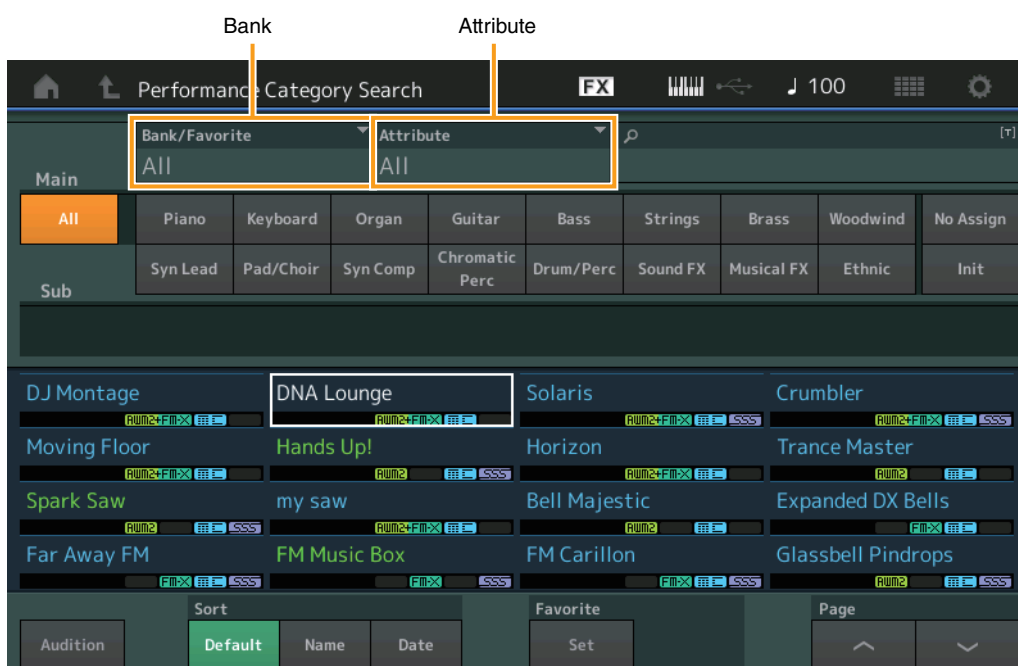 Bank Attribute
Performance Category Search FX 100
Bank/Favorite Attribute [T]
All All
Main
All Piano Keyboard Organ Guitar Bass Strings Brass Woodwind No Assign
Syn Lead Pad/Choir Syn Comp Chromatic Perc Drum/Perc Sound FX Musical FX Ethnic Init
Sub
DJ Montage DNA Lounge Solaris Crumbler
AWM2+FM-X AWM2+FM-X AWM2+FM-X SSS AWM2+FM-X SSS
Moving Floor Hands Up! Horizon Trance Master
AWM2+FM-X AWM2 SSS AWM2+FM-X AWM2
Spark Saw my saw Bell Majestic Expanded DX Bells
AWM2 SSS AWM2+FM-X AWM2 FM-X
Far Away FM FM Music Box FM Carillon Glassbell Pindrops
FM-X SSS FM-X SSS FM-X SSS AWM2 SSS
Sort Favorite Page
Audition Default Name Date Set